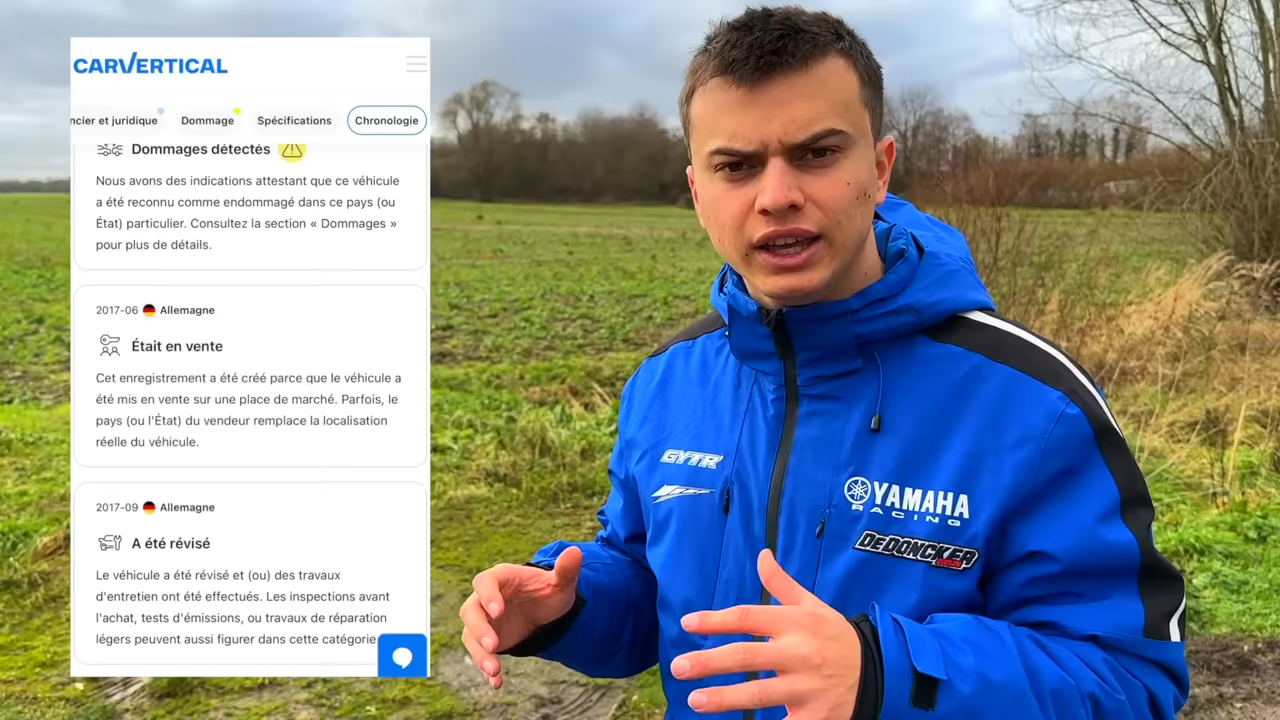 CARVERTICAL
ncier et juridique
Dommage
Spécifications
Chronologie
Dommages détectés
Nous avons des indications attestant que ce véhicule
a été reconnu comme endommagé dans ce pays (ou
État) particulier. Consultez la section « Dommages »
pour plus de détails.
2017-06 Allemagne
Était en vente
Cet enregistrement a été créé parce que le véhicule a
été mis en vente sur une place de marché. Parfois, le
pays (ou l'État) du vendeur remplace la localisation
réelle du véhicule.
2017-09 Allemagne
A été révisé
Le véhicule a été révisé et (ou) des travaux
d'entretien ont été effectués. Les inspections avant
l'achat, tests d'émissions, ou travaux de réparation
légers peuvent aussi figurer dans cette catégorie
GYTR
YAMAHA
RACING
DEDONCKER